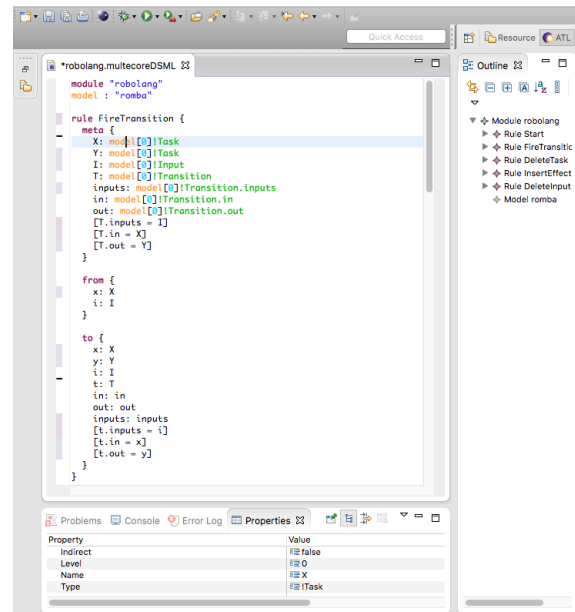 Quick Access
Resource
ATL
*robolang.multecoreDSML
module "robolang"
model : "romba"
rule FireTransition {
meta {
X: model[0]!Task
Y: model[0]!Task
I: model[0]!Input
T: model[0]!Transition
inputs: model[0]!Transition.inputs
in: model[0]!Transition.in
out: model[0]!Transition.out
[T.inputs = I]
[T.in = X]
[T.out = Y]
}
from {
x: X
i: I
}
to {
x: X
y: Y
i: I
t: T
in: in
out: out
inputs: inputs
[t.inputs = i]
[t.in = x]
[t.out = y]
}
}
Outline
Module robolang
Rule Start
Rule FireTransitic
Rule DeleteTask
Rule InsertEffect
Rule DeleteInput
Model romba
Problems
Console
Error Log
Properties
Property Value
Indirect false
Level 0
Name X
Type !Task